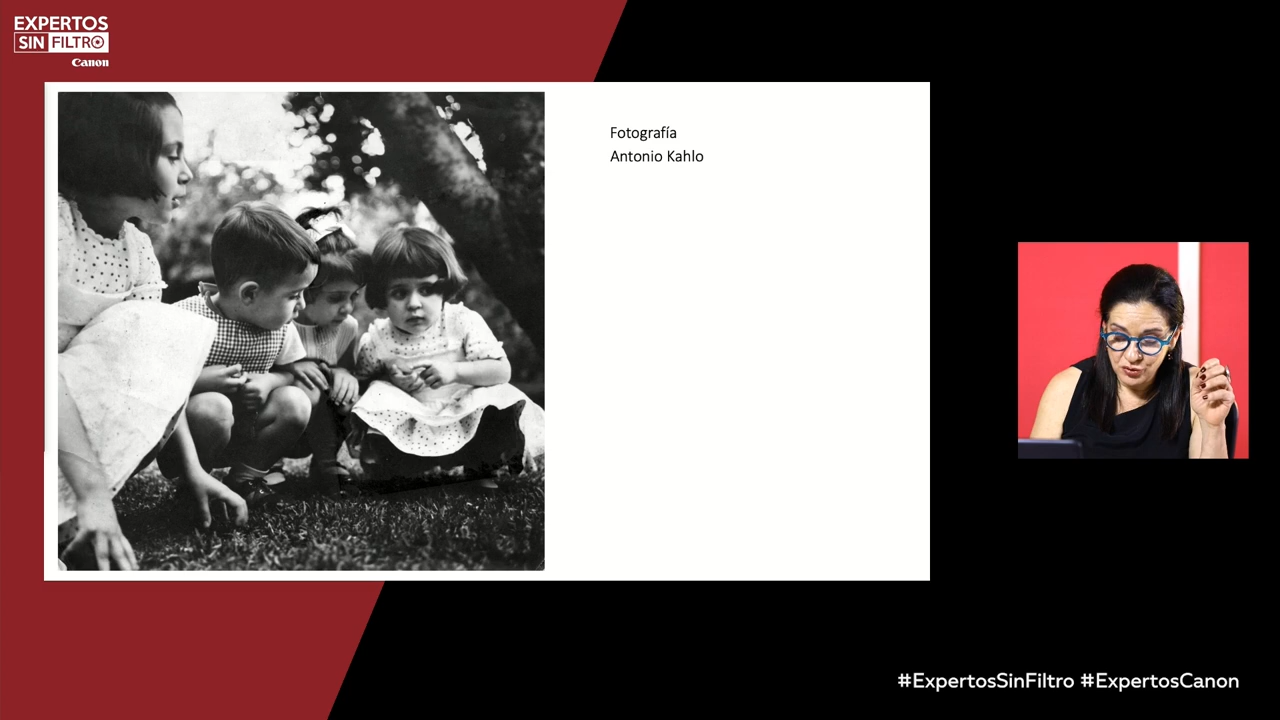 EXPERTOS
SIN FILTRO
Canon
Fotografía
Antonio Kahlo
#ExpertosSinFiltro #ExpertosCanon